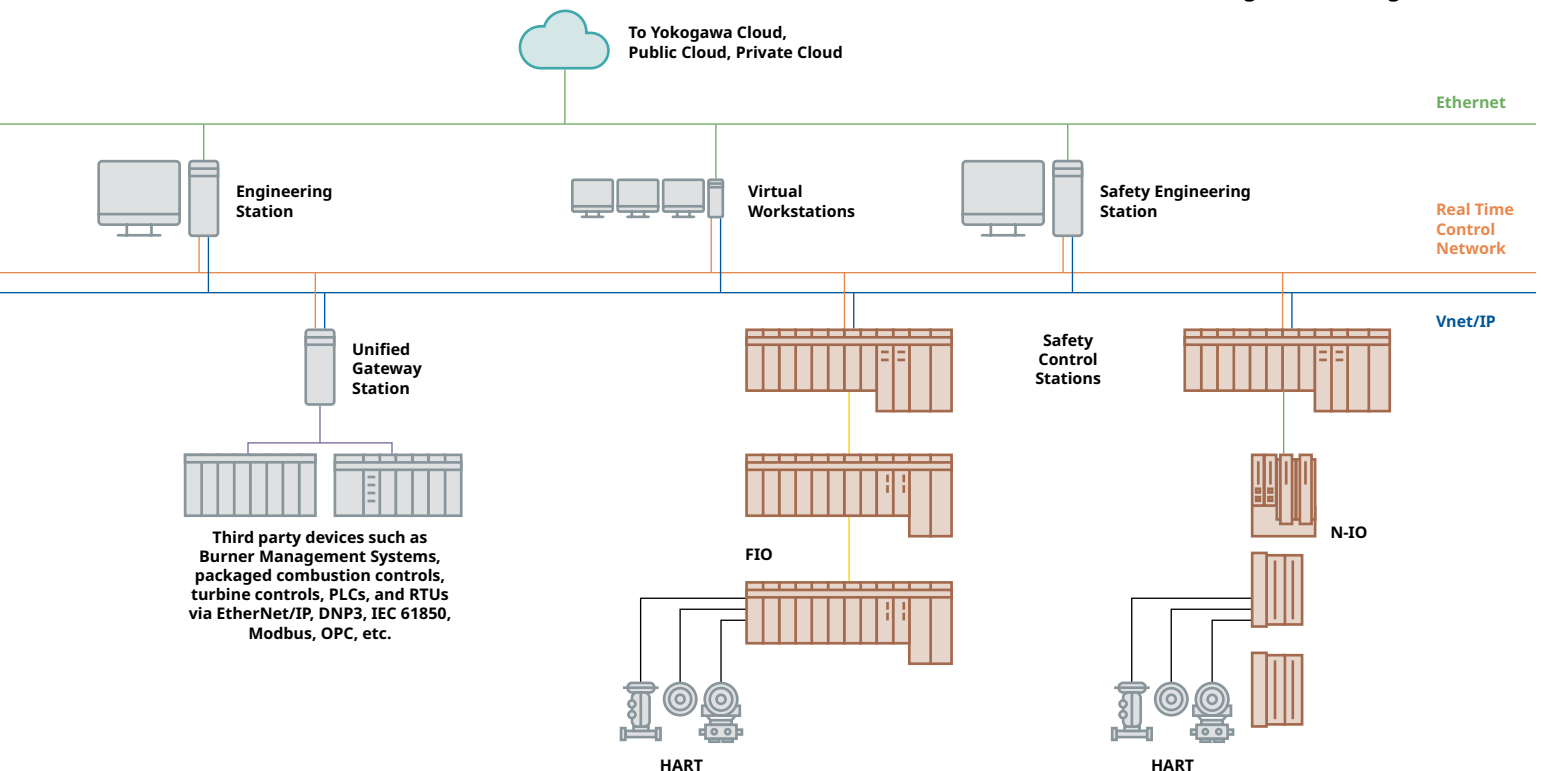 To Yokogawa Cloud,
Public Cloud, Private Cloud
Ethernet
Engineering
Station
Virtual
Workstations
Safety Engineering
Station
Real Time
Control
Network
Vnet/IP
Unified
Gateway
Station
Safety
Control
Stations
Third party devices such as
Burner Management Systems,
packaged combustion controls,
turbine controls, PLCs, and RTUs
via EtherNet/IP, DNP3, IEC 61850,
Modbus, OPC, etc.
FIO
N-IO
HART
HART